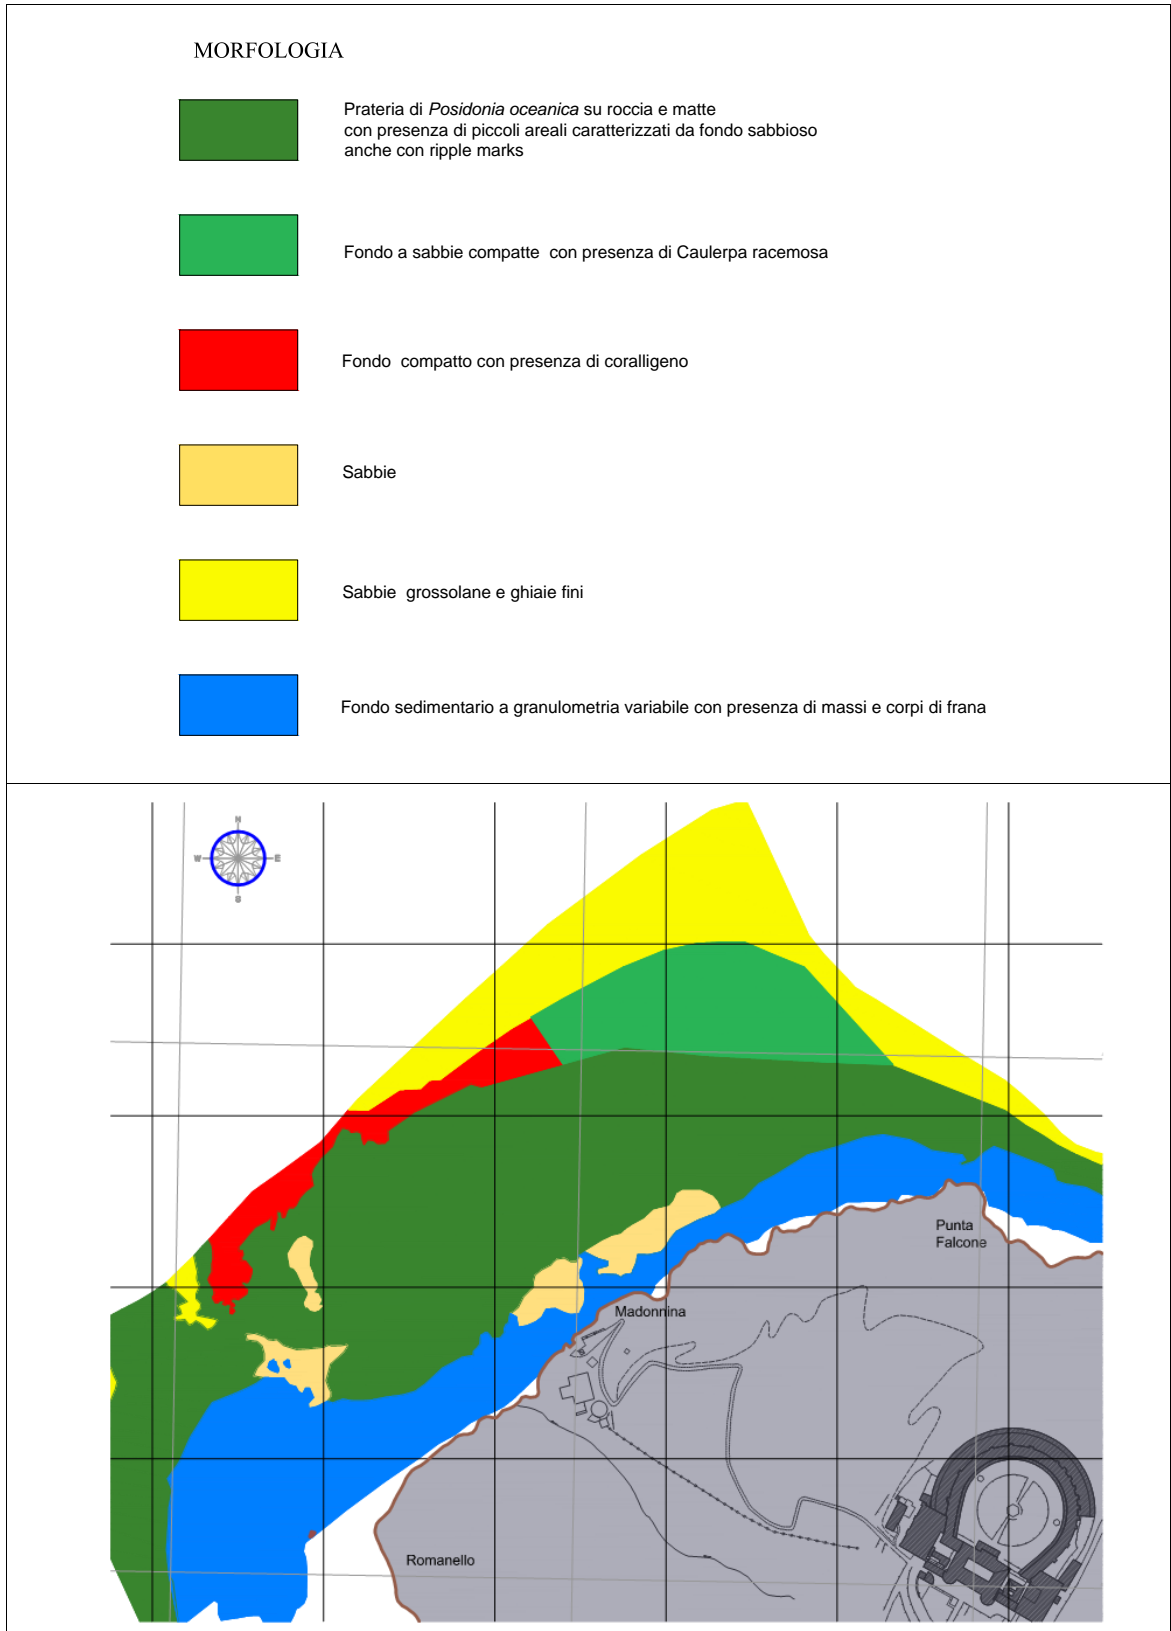 MORFOLOGIA
Prateria di Posidonia oceanica su roccia e matte
con presenza di piccoli areali caratterizzati da fondo sabbioso
anche con ripple marks
Fondo a sabbie compatte con presenza di Caulerpa racemosa
Fondo compatto con presenza di coralligeno
Sabbie
Sabbie grossolane e ghiaie fini
Fondo sedimentario a granulometria variabile con presenza di massi e corpi di frana
N
W
E
S
Punta
Falcone
Madonnina
Romanello